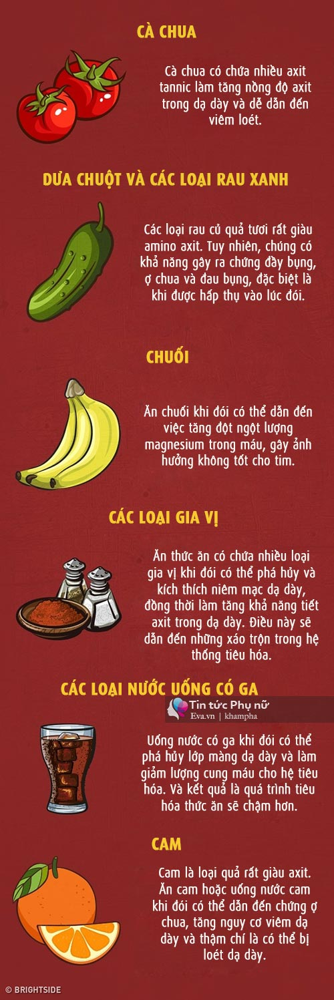 CÀ CHUA
Cà chua có chứa nhiều axit
tannic làm tăng nồng độ axit
trong dạ dày và dễ dẫn đến
viêm loét.
DƯA CHUỘT VÀ CÁC LOẠI RAU XANH
Các loại rau củ quả tươi rất giàu
amino axit. Tuy nhiên, chúng có
khả năng gây ra chứng đầy bụng,
ợ chua và đau bụng, đặc biệt là
khi được hấp thụ vào lúc đói.
CHUỐI
Ăn chuối khi đói có thể dẫn đến
việc tăng đột ngột lượng
magnesium trong máu, gây ảnh
hưởng không tốt cho tim.
CÁC LOẠI GIA VỊ
Ăn thức ăn có chứa nhiều loại
gia vị khi đói có thể phá hủy và
kích thích niêm mạc dạ dày,
đồng thời làm tăng khả năng tiết
axit trong dạ dày. Điều này sẽ
dẫn đến những xáo trộn trong hệ
thống tiêu hóa.
CÁC LOẠI NƯỚC UỐNG CÓ GA
Tin tức Phụ nữ
Eva.vn | khampha
Uống nước có ga khi đói có thể
phá hủy lớp màng dạ dày và làm
giảm lượng cung máu cho hệ tiêu
hóa. Và kết quả là quá trình tiêu
hóa thức ăn sẽ chậm hơn.
CAM
Cam là loại quả rất giàu axit.
Ăn cam hoặc uống nước cam
khi đói có thể dẫn đến chứng ợ
chua, tăng nguy cơ viêm dạ
dày và thậm chí là có thể bị
loét dạ dày.
© BRIGHTSIDE